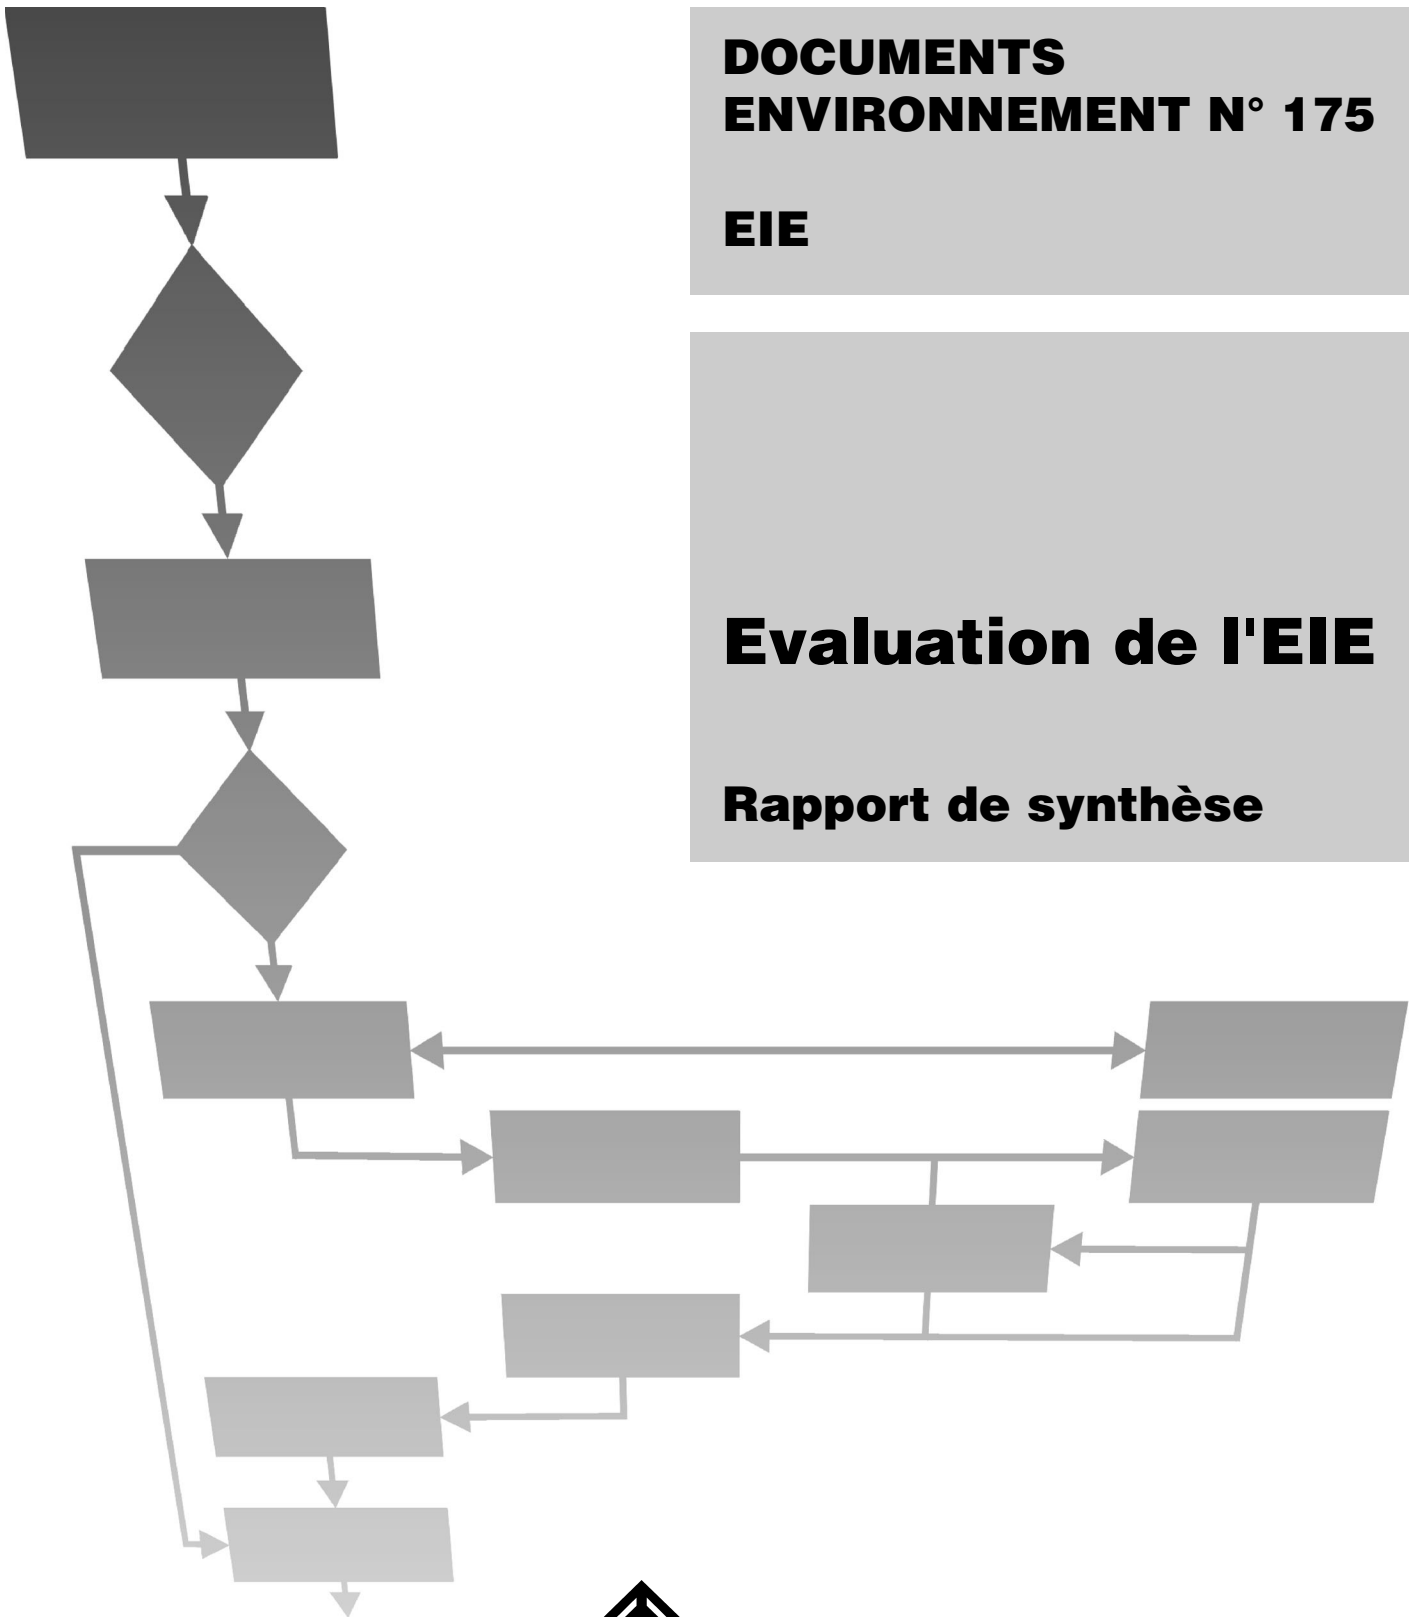 DOCUMENTS
ENVIRONNEMENT N° 175
EIE
Evaluation de l'EIE
Rapport de synthèse